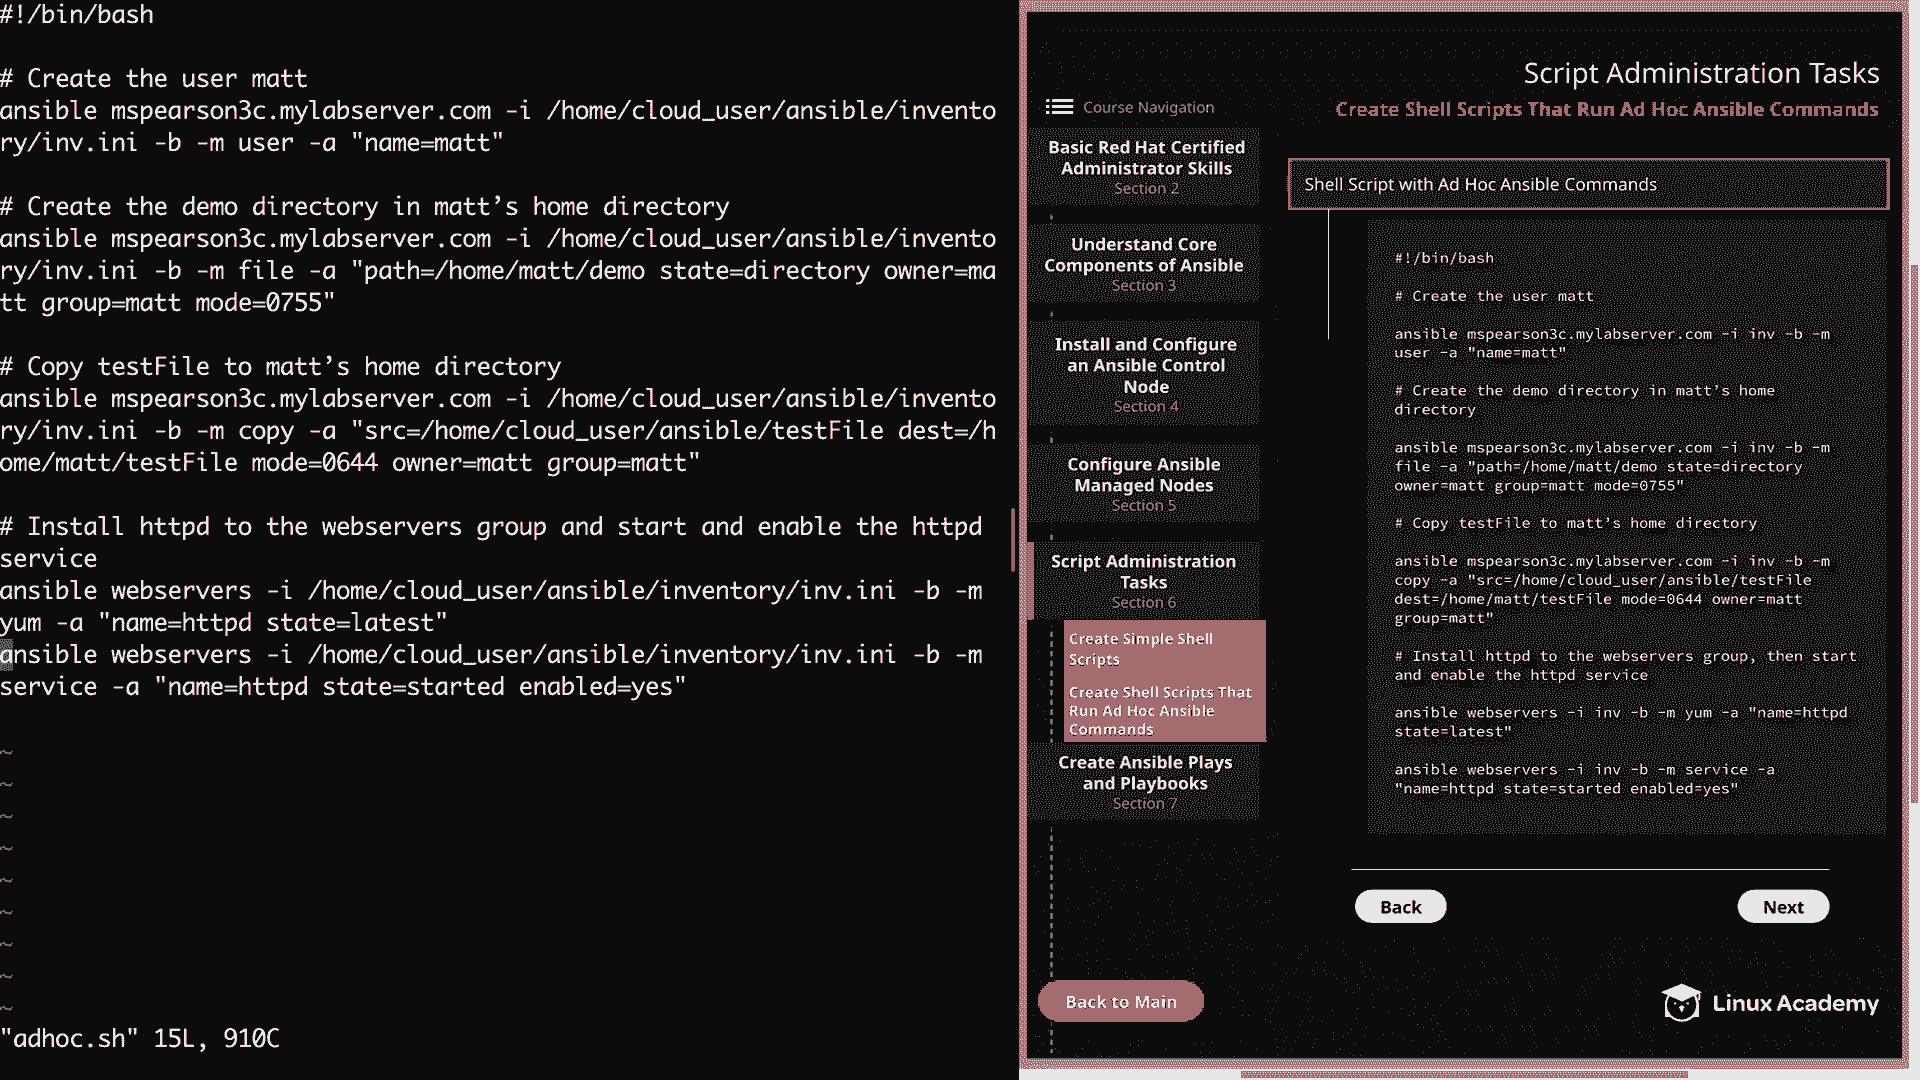 #!/bin/bash
# Create the user matt
ansible mspearson3c.mylabserver.com -i /home/cloud_user/ansible/invento
ry/inv.ini -b -m user -a "name=matt"
# Create the demo directory in matt’s home directory
ansible mspearson3c.mylabserver.com -i /home/cloud_user/ansible/invento
ry/inv.ini -b -m file -a "path=/home/matt/demo state=directory owner=ma
tt group=matt mode=0755"
# Copy testFile to matt’s home directory
ansible mspearson3c.mylabserver.com -i /home/cloud_user/ansible/invento
ry/inv.ini -b -m copy -a "src=/home/cloud_user/ansible/testFile dest=/h
ome/matt/testFile mode=0644 owner=matt group=matt"
# Install httpd to the webservers group and start and enable the httpd
service
ansible webservers -i /home/cloud_user/ansible/inventory/inv.ini -b -m
yum -a "name=httpd state=latest"
ansible webservers -i /home/cloud_user/ansible/inventory/inv.ini -b -m
service -a "name=httpd state=started enabled=yes"
~
~
~
~
~
~
~
~
~
"adhoc.sh" 15L, 910C
Script Administration Tasks
Create Shell Scripts That Run Ad Hoc Ansible Commands
Course Navigation
Basic Red Hat Certified
Administrator Skills
Section 2
Understand Core
Components of Ansible
Section 3
Install and Configure
an Ansible Control
Node
Section 4
Configure Ansible
Managed Nodes
Section 5
Script Administration
Tasks
Section 6
Create Simple Shell
Scripts
Create Shell Scripts That
Run Ad Hoc Ansible
Commands
Create Ansible Plays
and Playbooks
Section 7
Back to Main
Shell Script with Ad Hoc Ansible Commands
#!/bin/bash
# Create the user matt
ansible mspearson3c.mylabserver.com -i inv -b -m
user -a "name=matt"
# Create the demo directory in matt’s home
directory
ansible mspearson3c.mylabserver.com -i inv -b -m
file -a "path=/home/matt/demo state=directory
owner=matt group=matt mode=0755"
# Copy testFile to matt’s home directory
ansible mspearson3c.mylabserver.com -i inv -b -m
copy -a "src=/home/cloud_user/ansible/testFile
dest=/home/matt/testFile mode=0644 owner=matt
group=matt"
# Install httpd to the webservers group, then start
and enable the httpd service
ansible webservers -i inv -b -m yum -a "name=httpd
state=latest"
ansible webservers -i inv -b -m service -a
"name=httpd state=started enabled=yes"
Back
Next
Linux Academy